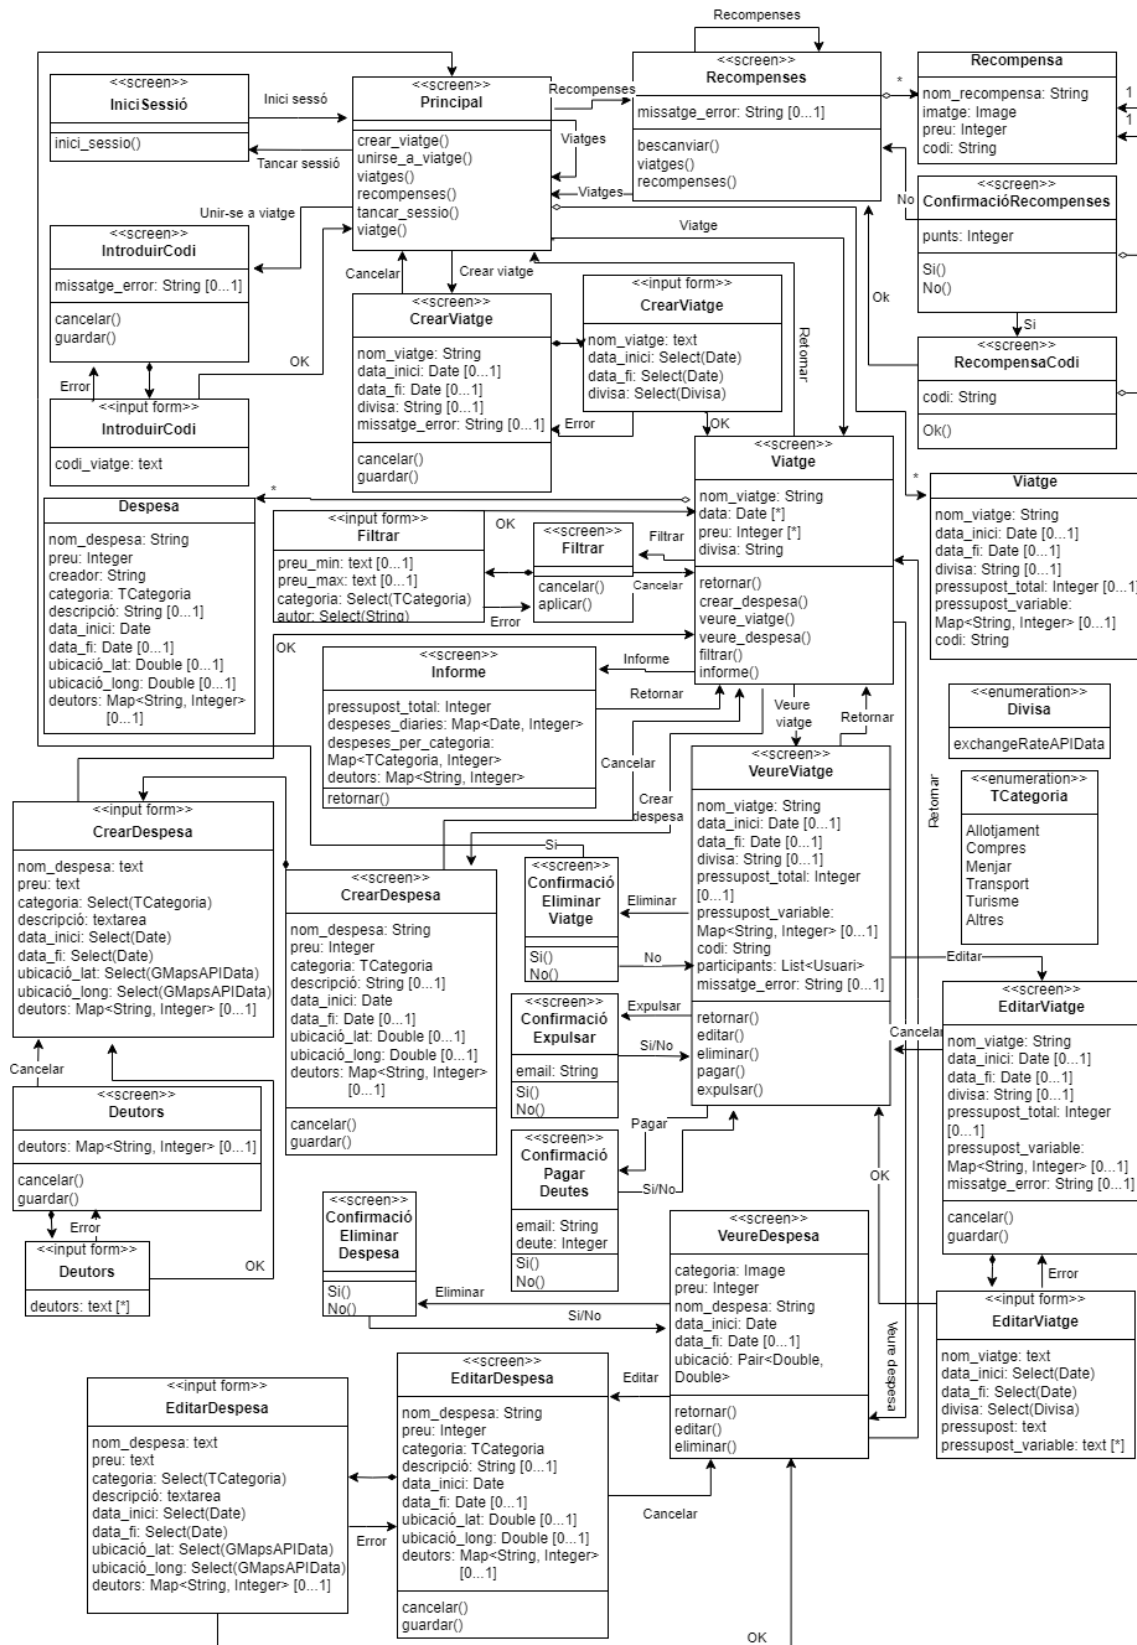 Recompenses
<<screen>>
IniciSessió
inici_sessio()
Inici sessó
Tancar sessió
<<screen>>
Principal
crear_viatge()
unirse_a_viatge()
viatges()
recompenses()
tancar_sessio()
viatge()
Recompenses
Viatges
Viatges
<<screen>>
Recompenses
missatge_error: String [0...1]
bescanviar()
viatges()
recompenses()
*
Recompensa
nom_recompensa: String
imatge: Image
preu: Integer
codi: String
1
1
No
<<screen>>
ConfirmacióRecompenses
punts: Integer
Si()
No()
Si
<<screen>>
RecompensaCodi
codi: String
Ok()
Ok
Unir-se a viatge
<<screen>>
IntroduirCodi
missatge_error: String [0...1]
cancelar()
guardar()
Error
OK
<<input form>>
IntroduirCodi
codi_viatge: text
Cancelar
Crear viatge
Viatge
<<screen>>
CrearViatge
nom_viatge: String
data_inici: Date [0...1]
data_fi: Date [0...1]
divisa: String [0...1]
missatge_error: String [0...1]
cancelar()
guardar()
<<input form>>
CrearViatge
nom_viatge: text
data_inici: Select(Date)
data_fi: Select(Date)
divisa: Select(Divisa)
Error
OK
Retornar
<<screen>>
Viatge
nom_viatge: String
data: Date [*]
preu: Integer [*]
divisa: String
retornar()
crear_despesa()
veure_viatge()
veure_despesa()
filtrar()
informe()
*
Viatge
nom_viatge: String
data_inici: Date [0...1]
data_fi: Date [0...1]
divisa: String [0...1]
pressupost_total: Integer [0...1]
pressupost_variable:
Map<String, Integer> [0...1]
codi: String
*
Despesa
nom_despesa: String
preu: Integer
creador: String
categoria: TCategoria
descripció: String [0...1]
data_inici: Date
data_fi: Date [0...1]
ubicació_lat: Double [0...1]
ubicació_long: Double [0...1]
deutors: Map<String, Integer>
[0...1]
<<input form>>
Filtrar
preu_min: text [0...1]
preu_max: text [0...1]
categoria: Select(TCategoria)
autor: Select(String)
OK
Error
<<screen>>
Filtrar
cancelar()
aplicar()
Filtrar
Cancelar
OK
<<screen>>
Informe
pressupost_total: Integer
despeses_diaries: Map<Date, Integer>
despeses_per_categoria:
Map<TCategoria, Integer>
deutors: Map<String, Integer>
retornar()
Informe
Retornar
Cancelar
Crear
despesa
Veure
viatge
Retornar
<<enumeration>>
Divisa
exchangeRateAPIData
<<enumeration>>
TCategoria
Allotjament
Compres
Menjar
Transport
Turisme
Altres
Retornar
<<screen>>
VeureViatge
nom_viatge: String
data_inici: Date [0...1]
data_fi: Date [0...1]
divisa: String [0...1]
pressupost_total: Integer
[0...1]
pressupost_variable:
Map<String, Integer> [0...1]
codi: String
participants: List<Usuari>
missatge_error: String [0...1]
retornar()
editar()
eliminar()
pagar()
expulsar()
<<input form>>
CrearDespesa
nom_despesa: text
preu: text
categoria: Select(TCategoria)
descripció: textarea
data_inici: Select(Date)
data_fi: Select(Date)
ubicació_lat: Select(GMapsAPIData)
ubicació_long: Select(GMapsAPIData)
deutors: Map<String, Integer> [0...1]
<<screen>>
CrearDespesa
nom_despesa: String
preu: Integer
categoria: TCategoria
descripció: String [0...1]
data_inici: Date
data_fi: Date [0...1]
ubicació_lat: Double [0...1]
ubicació_long: Double [0...1]
deutors: Map<String, Integer>
[0...1]
cancelar()
guardar()
Si
<<screen>>
Confirmació
Eliminar
Viatge
Si()
No()
Eliminar
No
<<screen>>
Confirmació
Expulsar
email: String
Si()
No()
Expulsar
Si/No
<<screen>>
Confirmació
Pagar
Deutes
email: String
deute: Integer
Si()
No()
Pagar
Si/No
Editar
Cancelar
<<screen>>
EditarViatge
nom_viatge: String
data_inici: Date [0...1]
data_fi: Date [0...1]
divisa: String [0...1]
pressupost_total: Integer
[0...1]
pressupost_variable:
Map<String, Integer> [0...1]
missatge_error: String [0...1]
cancelar()
guardar()
OK
Error
<<input form>>
EditarViatge
nom_viatge: text
data_inici: Select(Date)
data_fi: Select(Date)
divisa: Select(Divisa)
pressupost: text
pressupost_variable: text [*]
Cancelar
<<screen>>
Deutors
deutors: Map<String, Integer> [0...1]
cancelar()
guardar()
Error
OK
<<input form>>
Deutors
deutors: text [*]
<<screen>>
Confirmació
Eliminar
Despesa
Si()
No()
Eliminar
Si/No
<<screen>>
VeureDespesa
categoria: Image
preu: Integer
nom_despesa: String
data_inici: Date
data_fi: Date [0...1]
ubicació: Pair<Double,
Double>
retornar()
editar()
eliminar()
Veure despesa
<<input form>>
EditarDespesa
nom_despesa: text
preu: text
categoria: Select(TCategoria)
descripció: textarea
data_inici: Select(Date)
data_fi: Select(Date)
ubicació_lat: Select(GMapsAPIData)
ubicació_long: Select(GMapsAPIData)
deutors: Map<String, Integer> [0...1]
Error
<<screen>>
EditarDespesa
nom_despesa: String
preu: Integer
categoria: TCategoria
descripció: String [0...1]
data_inici: Date
data_fi: Date [0...1]
ubicació_lat: Double [0...1]
ubicació_long: Double [0...1]
deutors: Map<String, Integer>
[0...1]
cancelar()
guardar()
Editar
Cancelar
OK